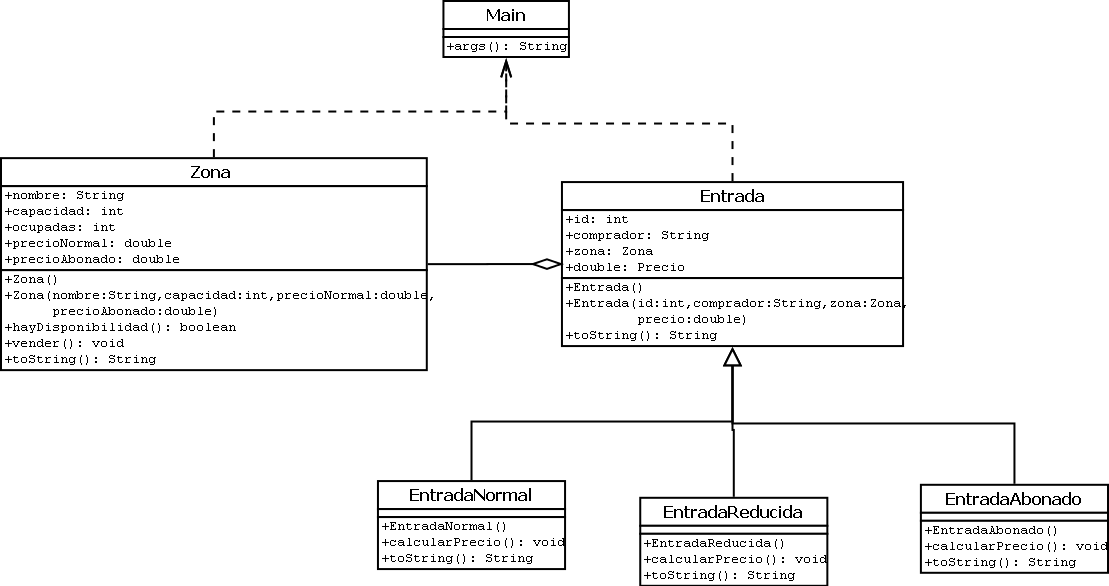 Main
+args(): String
Zona
+nombre: String
+capacidad: int
+ocupadas: int
+precioNormal: double
+precioAbonado: double
+Zona()
+Zona(nombre:String,capacidad:int,precioNormal:double,
precioAbonado:double)
+hayDisponibilidad(): boolean
+vender(): void
+toString(): String
Entrada
+id: int
+comprador: String
+zona: Zona
+double: Precio
+Entrada()
+Entrada(id:int,comprador:String,zona:Zona,
precio:double)
+toString(): String
EntradaNormal
+EntradaNormal()
+calcularPrecio(): void
+toString(): String
EntradaReducida
+EntradaReducida()
+calcularPrecio(): void
+toString(): String
EntradaAbonado
+EntradaAbonado()
+calcularPrecio(): void
+toString(): String